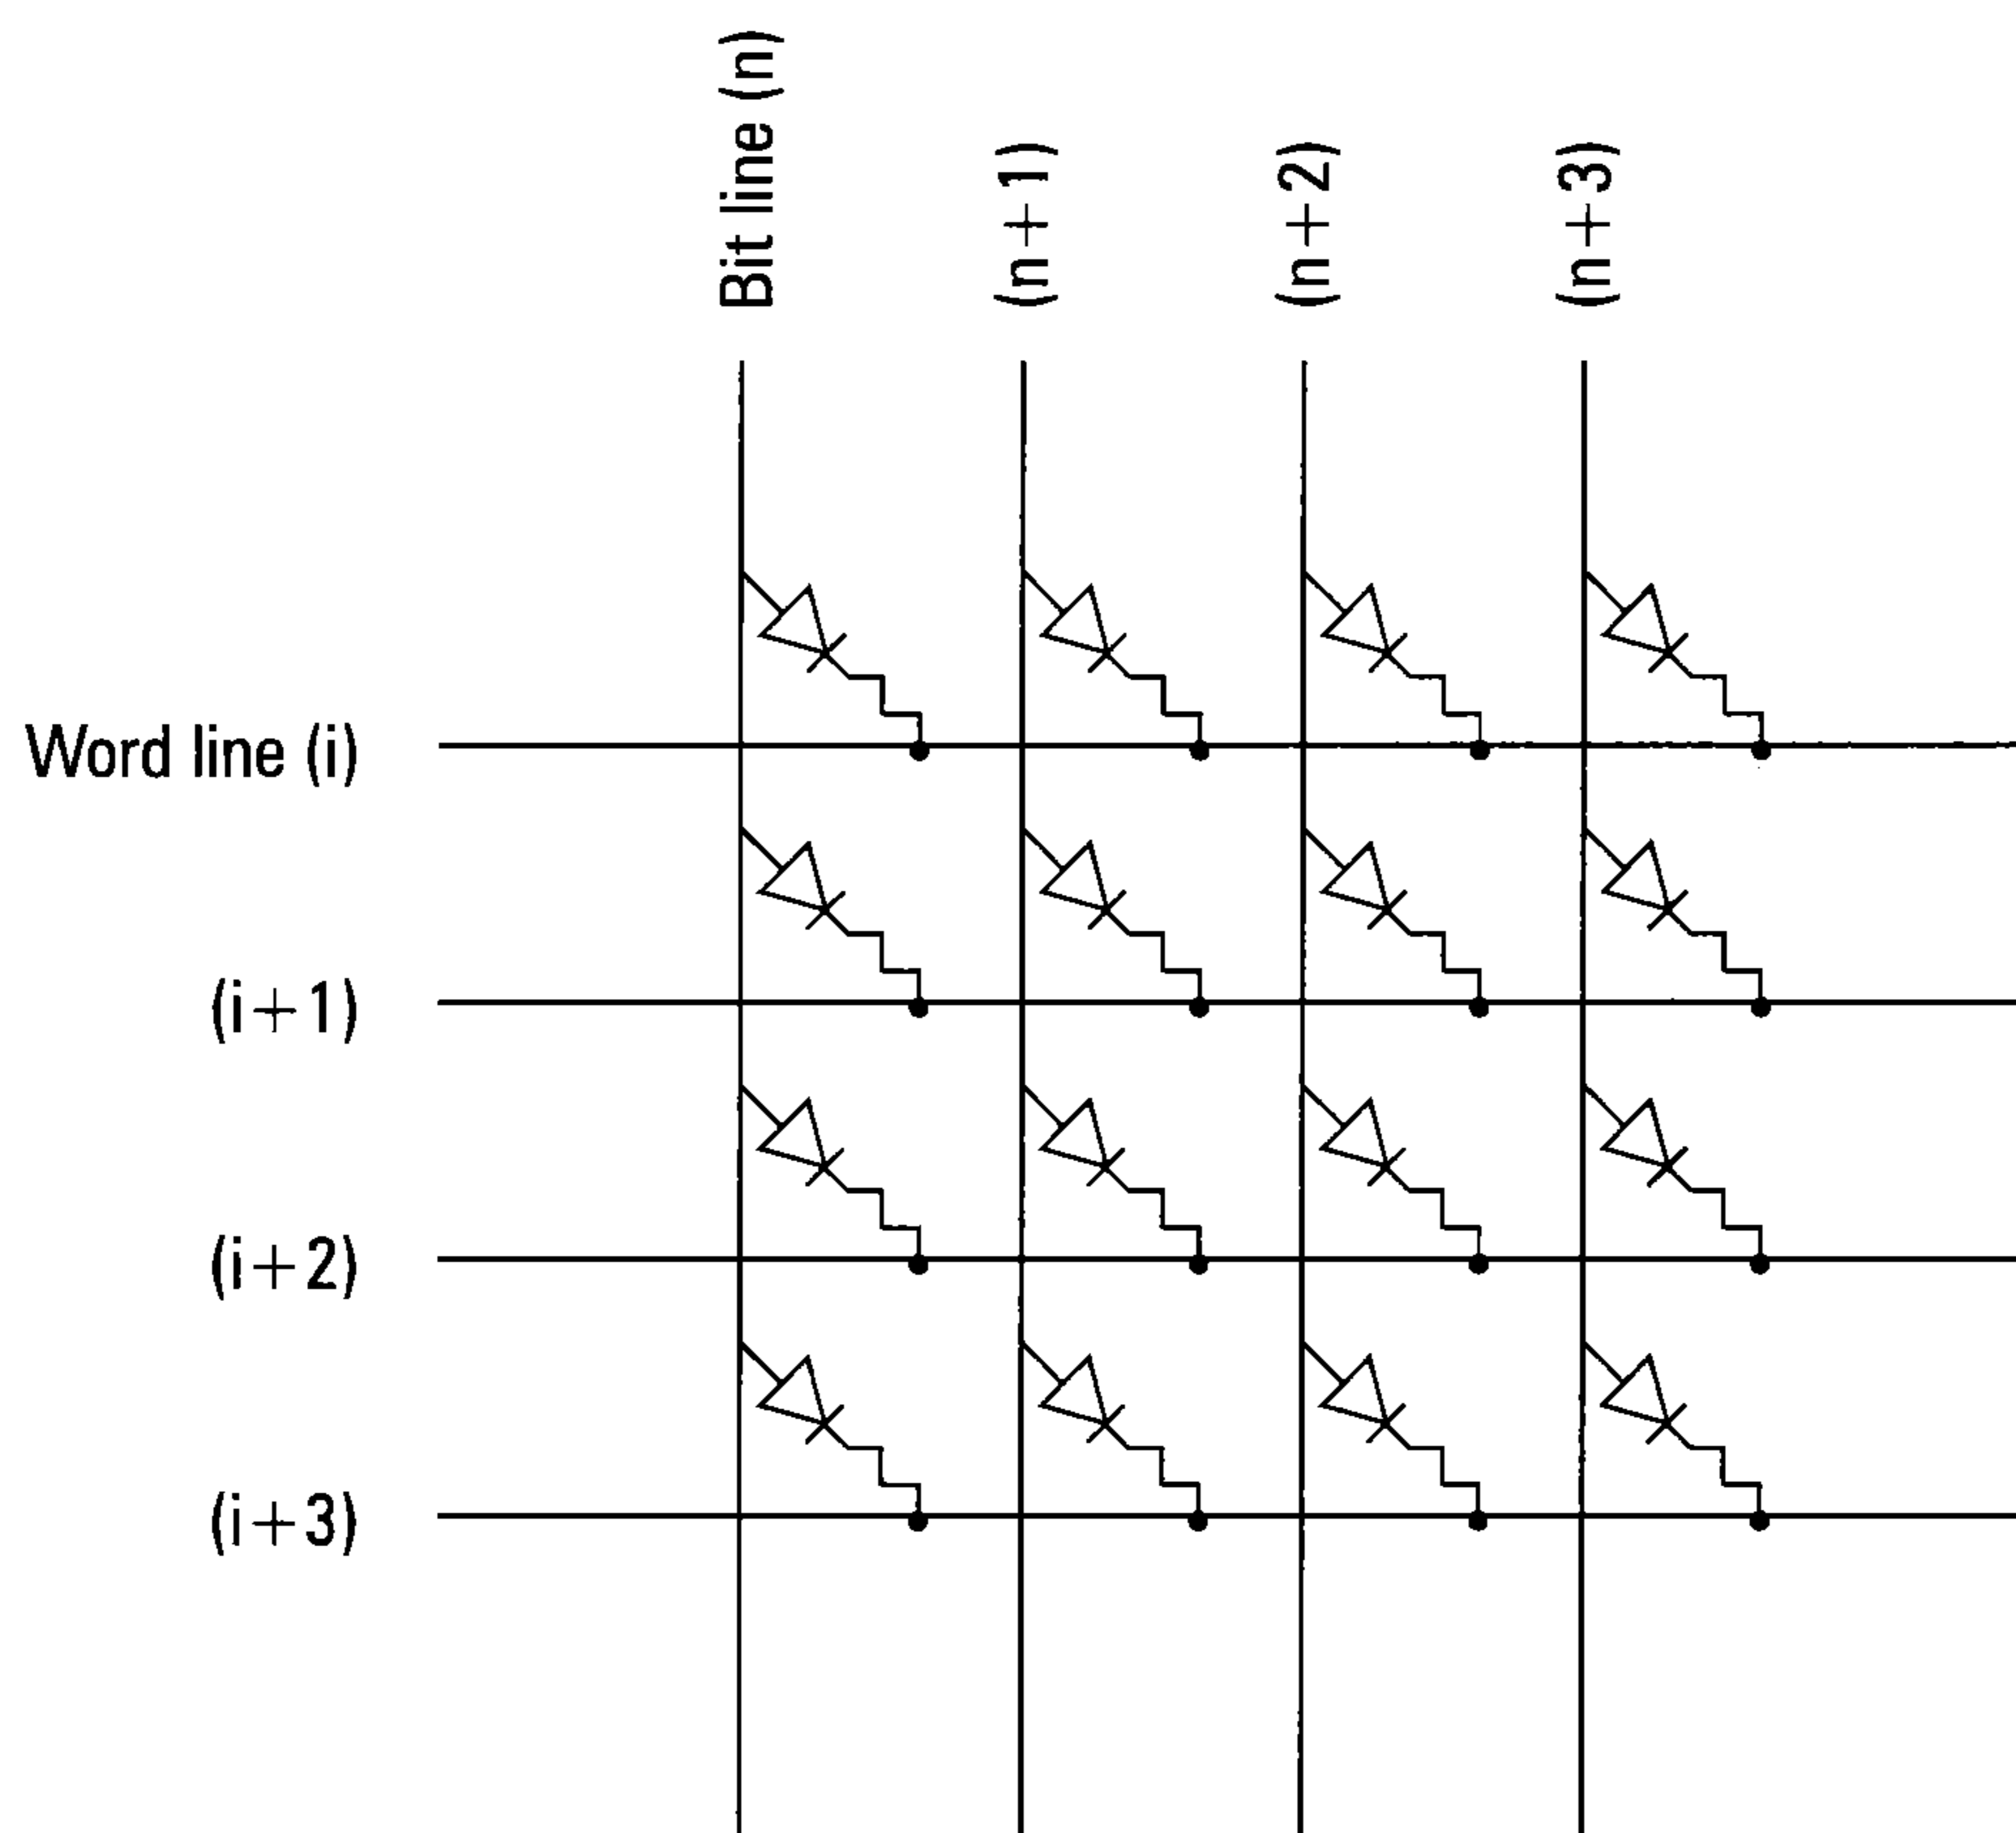 Bit line (n)
(n+1)
(n+2)
(n+3)
Word line (i)
(i+1)
(i+2)
(i+3)